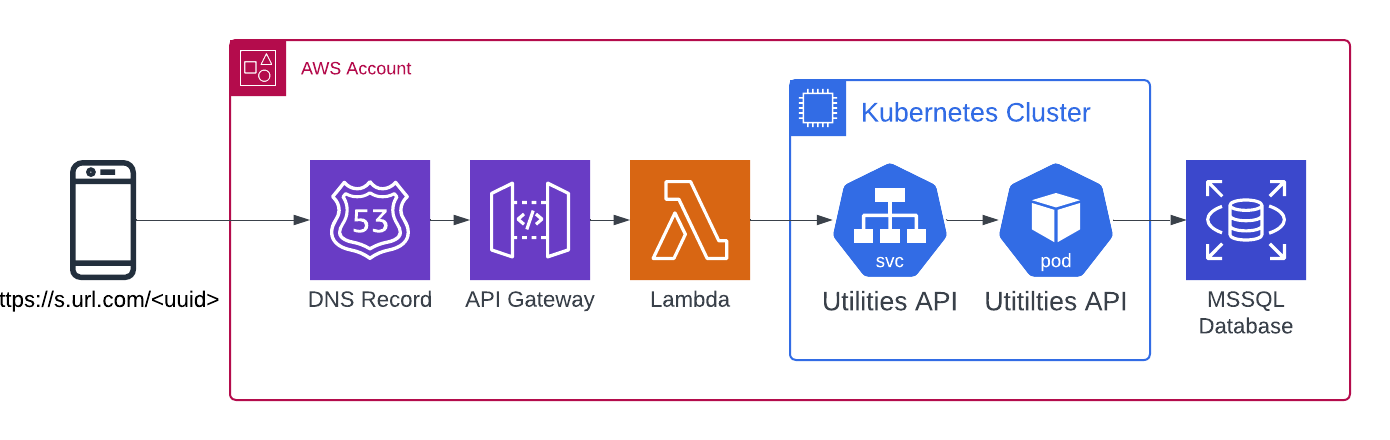 AWS Account
Kubernetes Cluster
53
</>
svc
pod
ttps://s.url.com/<uuid>
DNS Record
API Gateway
Lambda
Utilities API
Utitilties API
MSSQL
Database